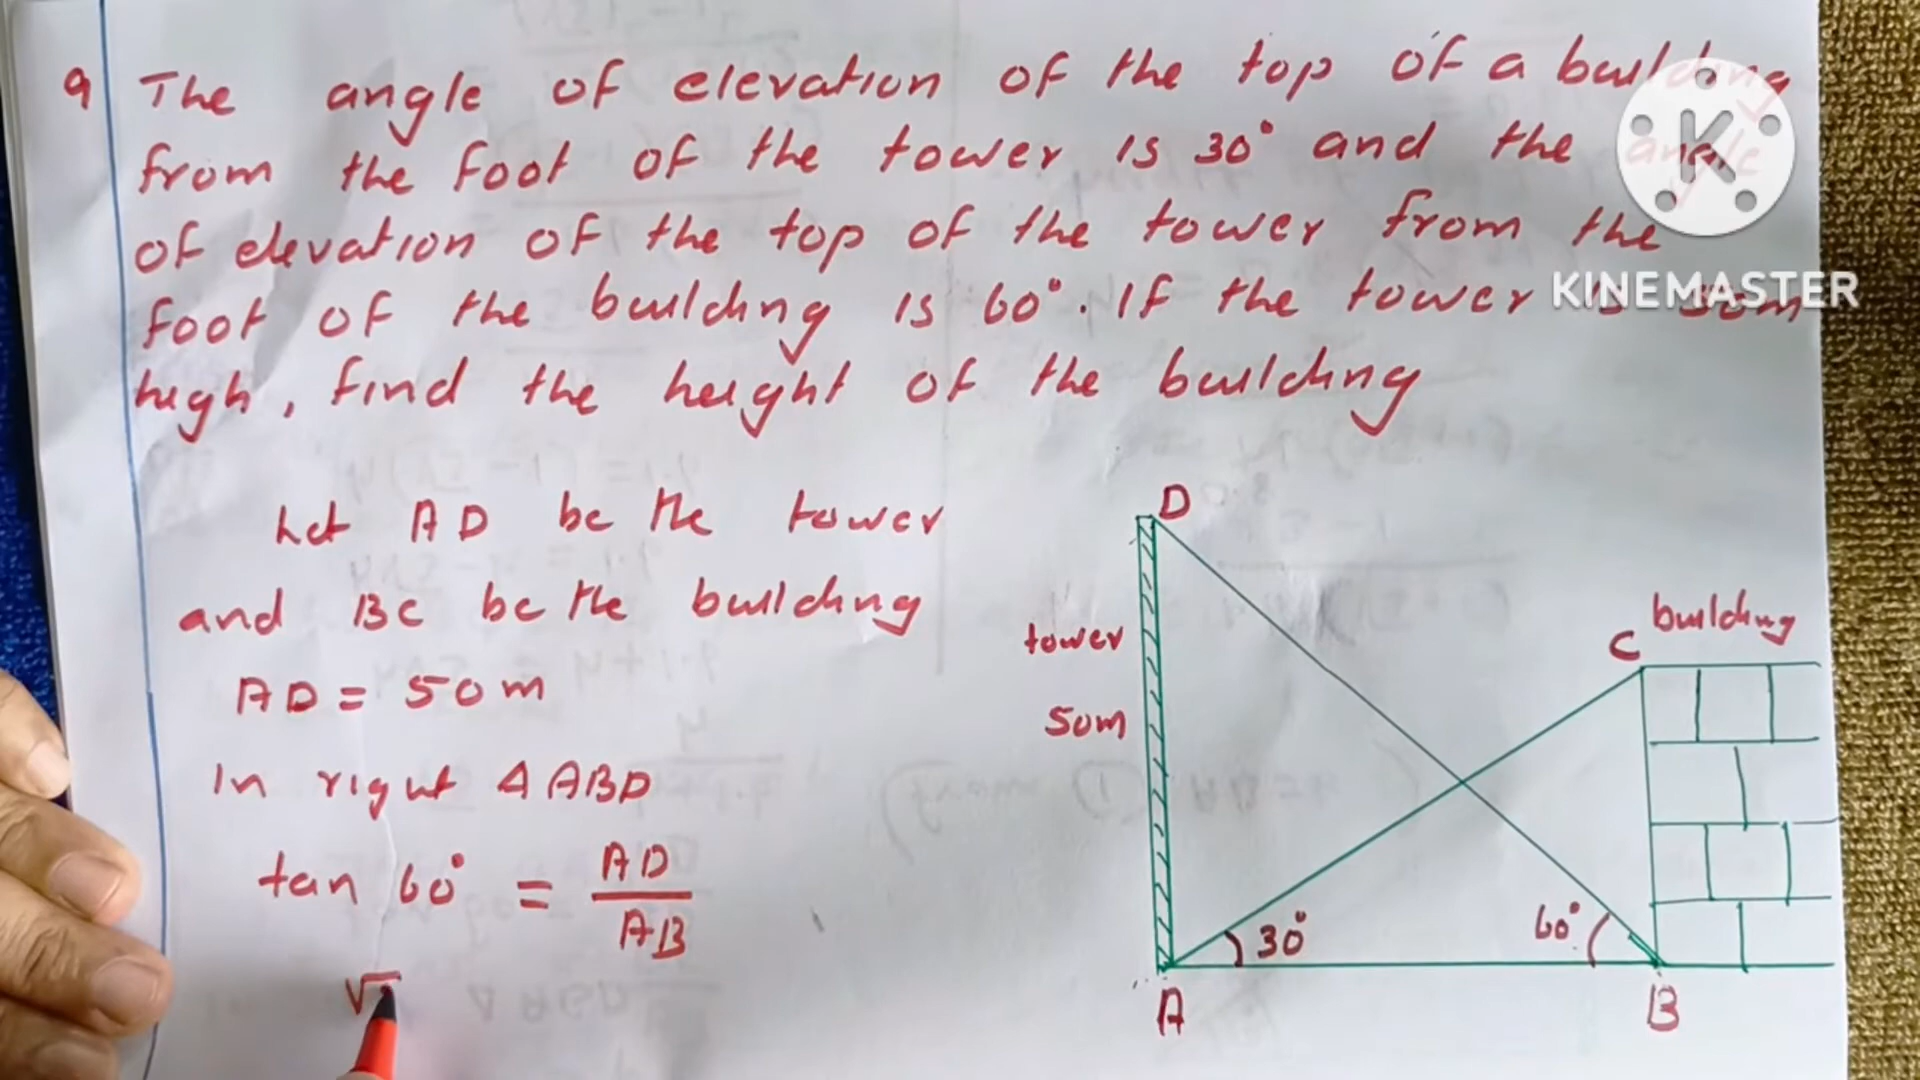 9 The angle of elevation of the top of a building
from the foot of the tower is 30° and the angle
of elevation of the top of the tower from the
foot of the building is 60°. If the tower is 50m
high, find the height of the building
Let AD be the tower
and BC be the building
AD = 50m
In right Δ ABD
tan 60° = AD
AB
√
D
tower
50m
C
building
30°
60°
A
B
K
KINEMASTER